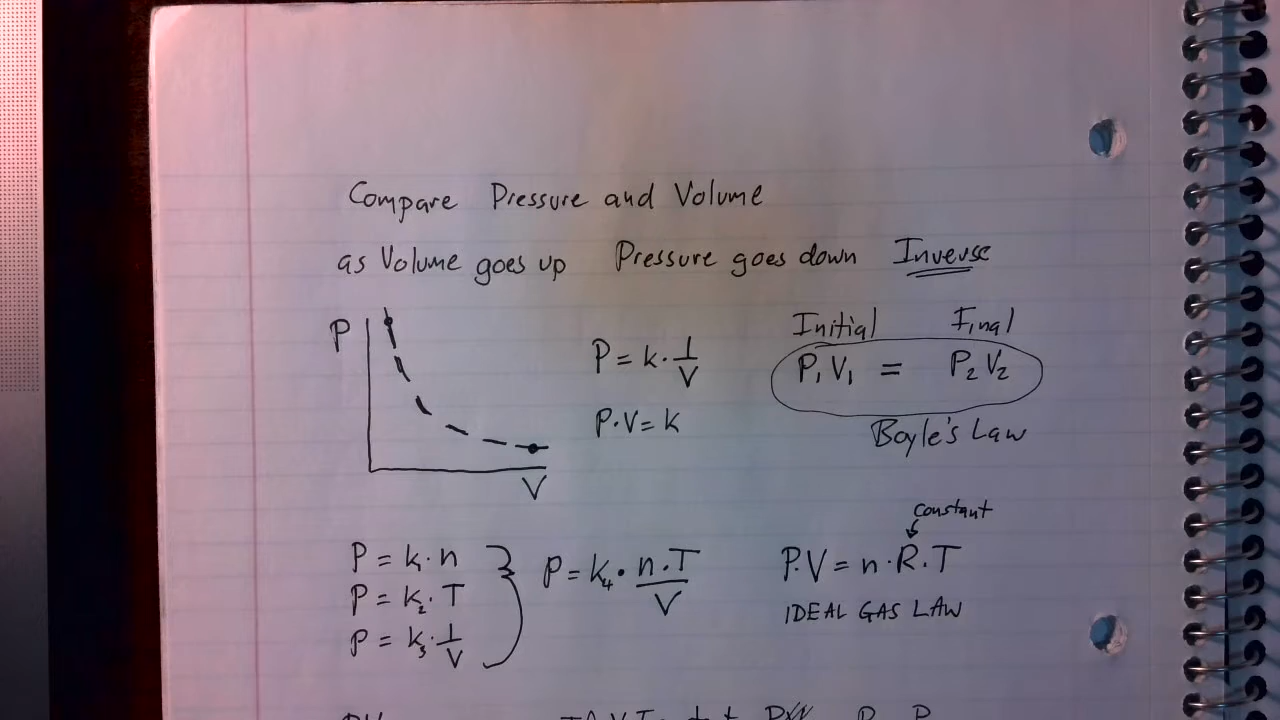 Compare Pressure and Volume
as Volume goes up Pressure goes down Inverse
P
V
P = k · 1/V
P·V = k
Initial Final
P₁V₁ = P₂V₂
Boyle's Law
P = k₁ · n
P = k₂ · T
P = k₃ · 1/V
P = k₄ · n·T/V
constant
P·V = n·R·T
IDEAL GAS LAW